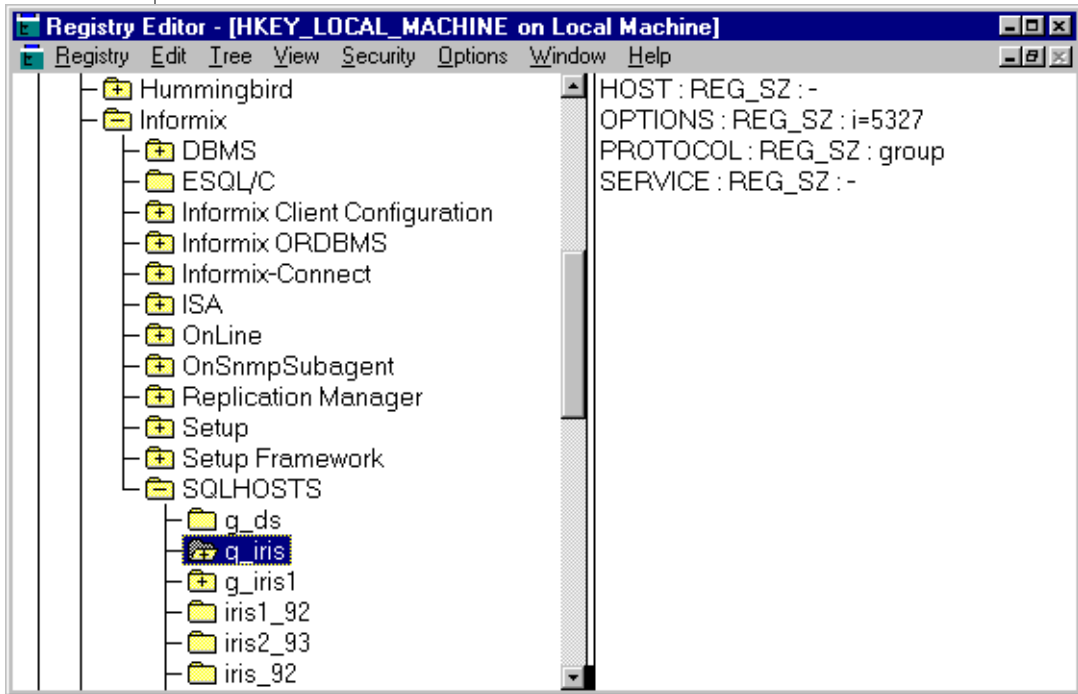 Registry Editor - [HKEY_LOCAL_MACHINE on Local Machine]
Registry Edit Tree View Security Options Window Help
Hummingbird
Informix
DBMS
ESQL/C
Informix Client Configuration
Informix ORDBMS
Informix-Connect
ISA
OnLine
OnSnmpSubagent
Replication Manager
Setup
Setup Framework
SQLHOSTS
g_ds
g_iris
g_iris1
iris1_92
iris2_93
iris_92
HOST : REG_SZ : -
OPTIONS : REG_SZ : i=5327
PROTOCOL : REG_SZ : group
SERVICE : REG_SZ : -